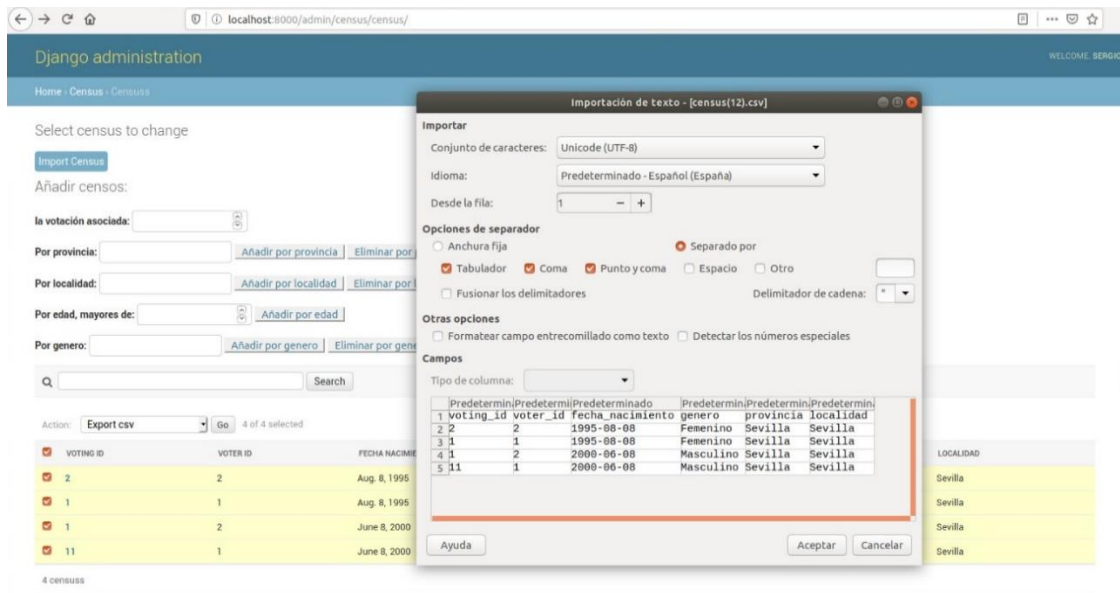 localhost:8000/admin/census/census/
Django administration
WELCOME, SERGIO
Home › Census › Censuss
Select census to change
Import Census
Añadir censos:
la votación asociada:
Por provincia: Añadir por provincia Eliminar por
Por localidad: Añadir por localidad Eliminar por
Por edad, mayores de: Añadir por edad
Por genero: Añadir por genero Eliminar por gene
Search
Action: Export csv Go 4 of 4 selected
VOTING ID VOTER ID FECHA NACIMIE LOCALIDAD
2 2 Aug. 8, 1995 Sevilla
1 1 Aug. 8, 1995 Sevilla
1 2 June 8, 2000 Sevilla
11 1 June 8, 2000 Sevilla
4 censuss
Importación de texto - [census(12).csv]
Importar
Conjunto de caracteres: Unicode (UTF-8)
Idioma: Predeterminado - Español (España)
Desde la fila: 1 − +
Opciones de separador
Anchura fija Separado por
Tabulador Coma Punto y coma Espacio Otro
Fusionar los delimitadores Delimitador de cadena: "
Otras opciones
Formatear campo entrecomillado como texto Detectar los números especiales
Campos
Tipo de columna:
Predetermin Predetermi Predeterminado Predetermin Predetermin Predetermin
1 voting_id voter_id fecha_nacimiento genero provincia localidad
2 2 2 1995-08-08 Femenino Sevilla Sevilla
3 1 1 1995-08-08 Femenino Sevilla Sevilla
4 1 2 2000-06-08 Masculino Sevilla Sevilla
5 11 1 2000-06-08 Masculino Sevilla Sevilla
Ayuda Aceptar Cancelar